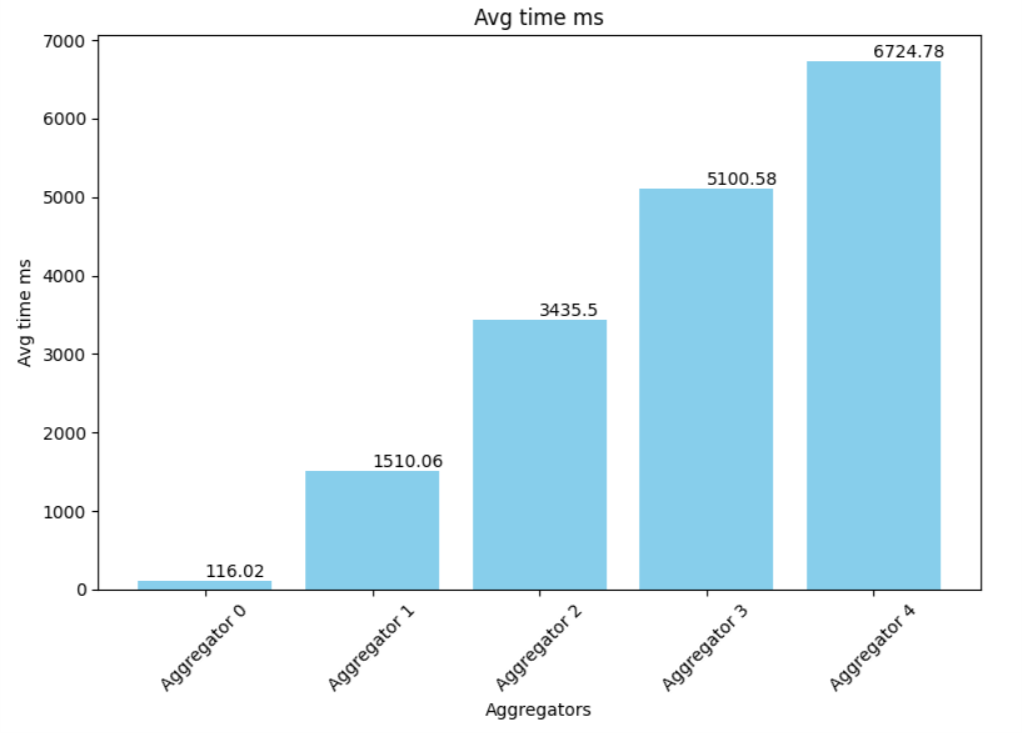 Avg time ms
7000
6000
5000
4000
3000
2000
1000
0
Avg time ms
116.02
1510.06
3435.5
5100.58
6724.78
Aggregator 0
Aggregator 1
Aggregator 2
Aggregator 3
Aggregator 4
Aggregators